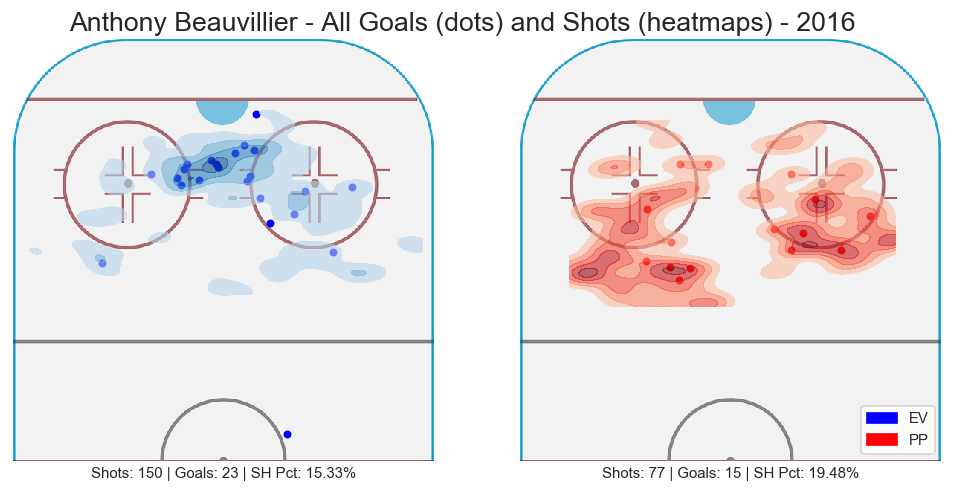 Anthony Beauvillier - All Goals (dots) and Shots (heatmaps) - 2016
EV
PP
Shots: 150 | Goals: 23 | SH Pct: 15.33%
Shots: 77 | Goals: 15 | SH Pct: 19.48%